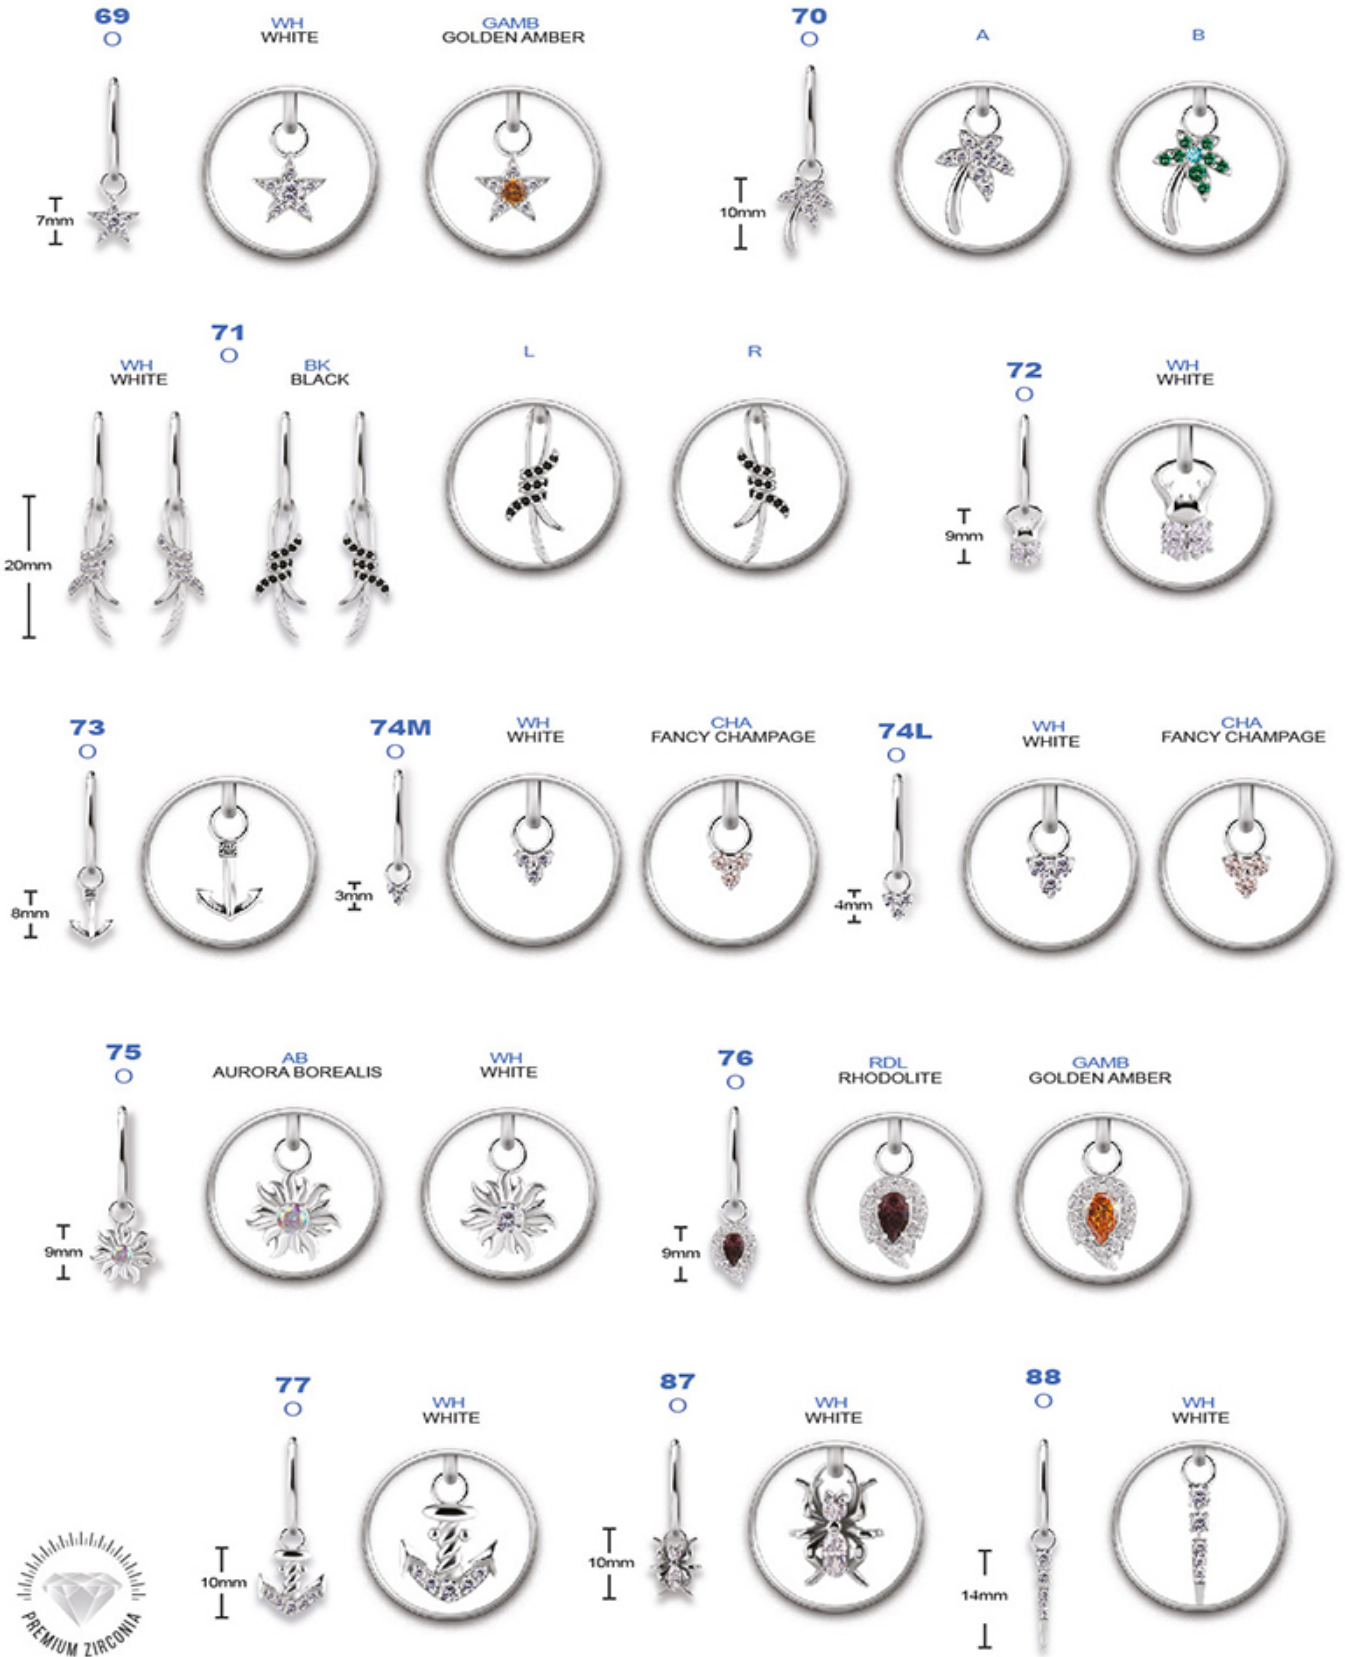 69
WH
WHITE
GAMB
GOLDEN AMBER
7mm
70
A
B
10mm
71
WH
WHITE
BK
BLACK
L
R
20mm
72
WH
WHITE
9mm
73
8mm
74M
WH
WHITE
CHA
FANCY CHAMPAGE
3mm
74L
WH
WHITE
CHA
FANCY CHAMPAGE
4mm
75
AB
AURORA BOREALIS
WH
WHITE
9mm
76
RDL
RHODOLITE
GAMB
GOLDEN AMBER
9mm
77
WH
WHITE
10mm
87
WH
WHITE
10mm
88
WH
WHITE
14mm
PREMIUM ZIRCONIA